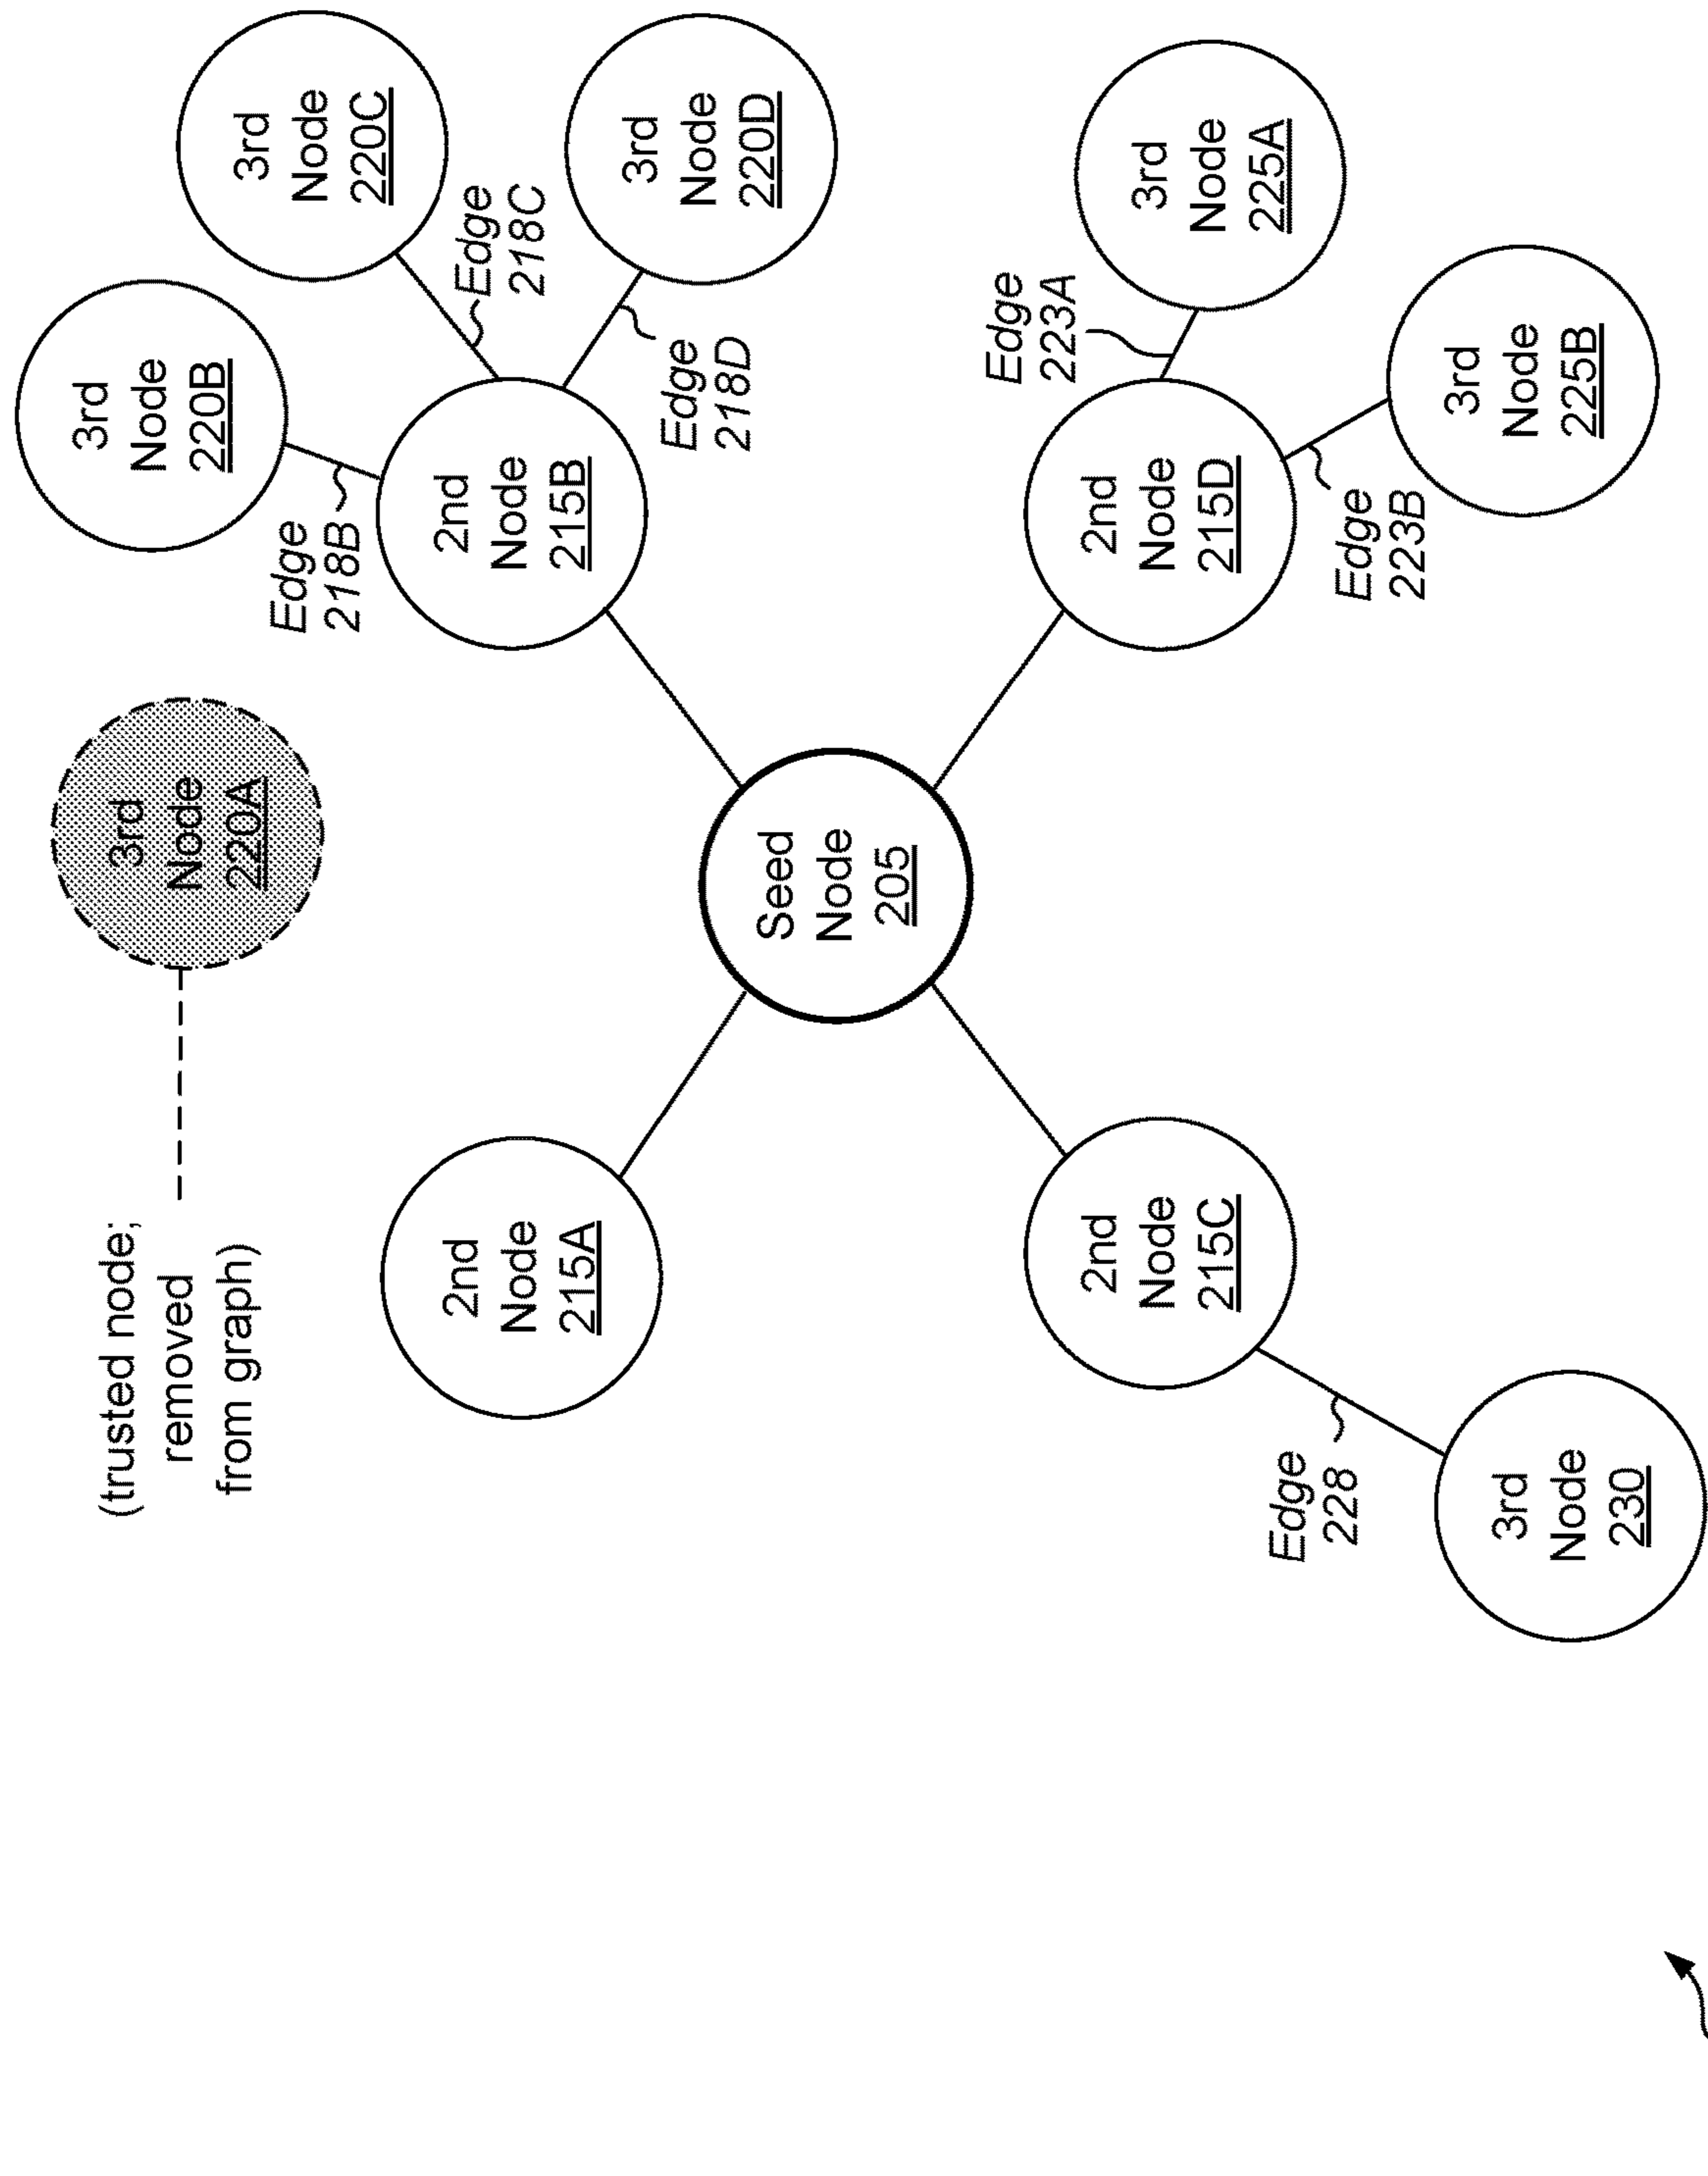 (trusted node;
removed
from graph)
3rd
Node
220A
3rd
Node
220B
3rd
Node
220C
Edge
218B
2nd
Node
215A
2nd
Node
215B
Edge
218C
3rd
Node
220D
Edge
218D
Seed
Node
205
Edge
223A
2nd
Node
215C
2nd
Node
215D
3rd
Node
225A
Edge
228
Edge
223B
3rd
Node
230
3rd
Node
225B